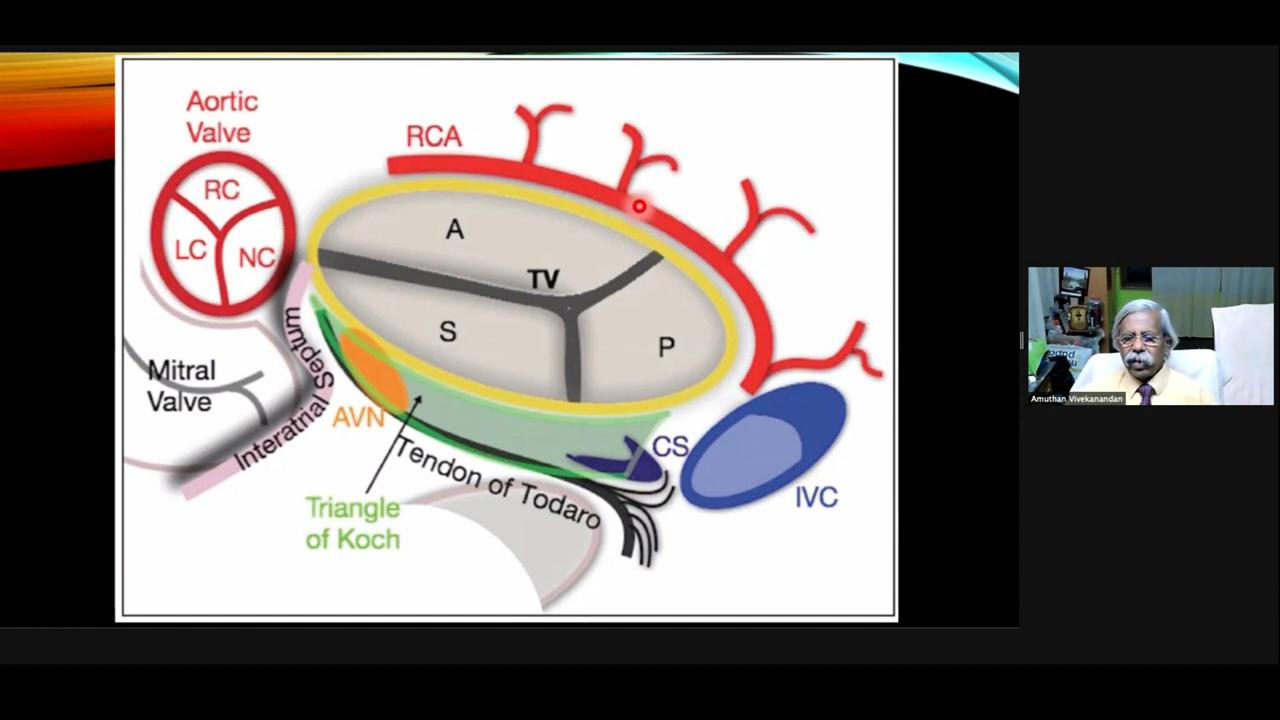 Aortic
Valve
RCA
RC
LC
NC
A
TV
S
P
Mitral
Valve
Interatrial Septum
AVN
Tendon of Todaro
CS
IVC
Triangle
of Koch
Amuthan Vivekanandan